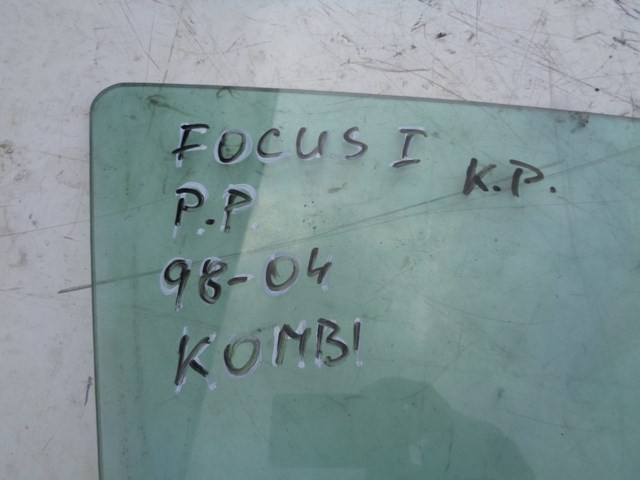 FOCUS I
P.P.
K.P.
98-04
KOMBI